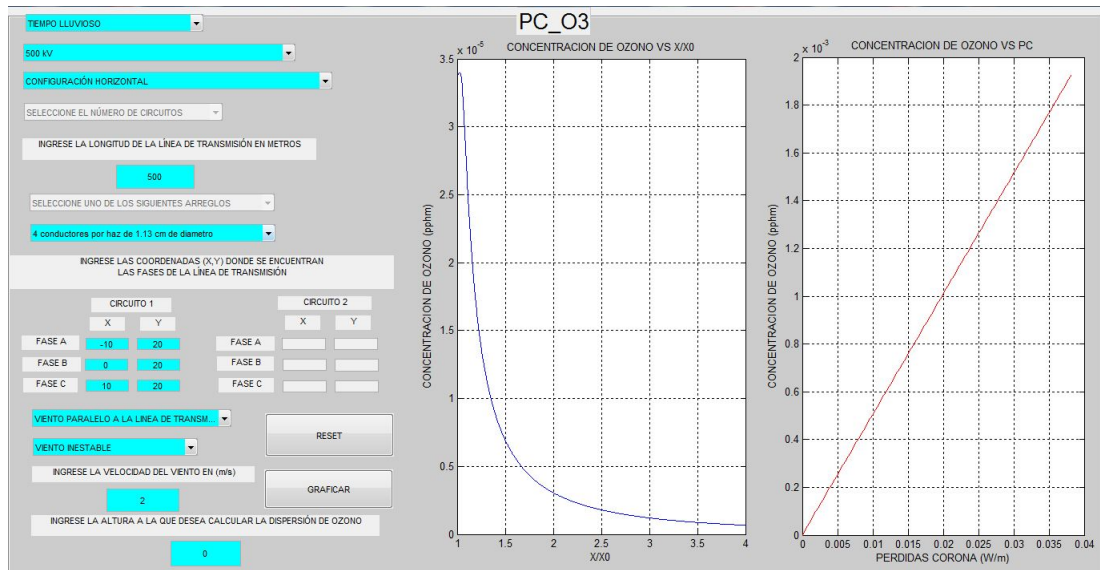 PC_O3
TIEMPO LLUVIOSO
500 kV
CONFIGURACIÓN HORIZONTAL
SELECCIONE EL NÚMERO DE CIRCUITOS
INGRESE LA LONGITUD DE LA LÍNEA DE TRANSMISIÓN EN METROS
500
SELECCIONE UNO DE LOS SIGUIENTES ARREGLOS
4 conductores por haz de 1.13 cm de diametro
INGRESE LAS COORDENADAS (X,Y) DONDE SE ENCUENTRAN
LAS FASES DE LA LÍNEA DE TRANSMISIÓN
CIRCUITO 1
X Y
FASE A -10 20
FASE B 0 20
FASE C 10 20
CIRCUITO 2
X Y
FASE A
FASE B
FASE C
VIENTO PARALELO A LA LINEA DE TRANSM...
VIENTO INESTABLE
INGRESE LA VELOCIDAD DEL VIENTO EN (m/s)
2
INGRESE LA ALTURA A LA QUE DESEA CALCULAR LA DISPERSIÓN DE OZONO
0
RESET
GRAFICAR
CONCENTRACION DE OZONO VS X/X0
x 10^-5
3.5
3
2.5
2
1.5
1
0.5
0
CONCENTRACION DE OZONO (pphm)
1 1.5 2 2.5 3 3.5 4
X/X0
CONCENTRACION DE OZONO VS PC
x 10^-3
2
1.8
1.6
1.4
1.2
1
0.8
0.6
0.4
0.2
0
CONCENTRACION DE OZONO (pphm)
0 0.005 0.01 0.015 0.02 0.025 0.03 0.035 0.04
PERDIDAS CORONA (W/m)